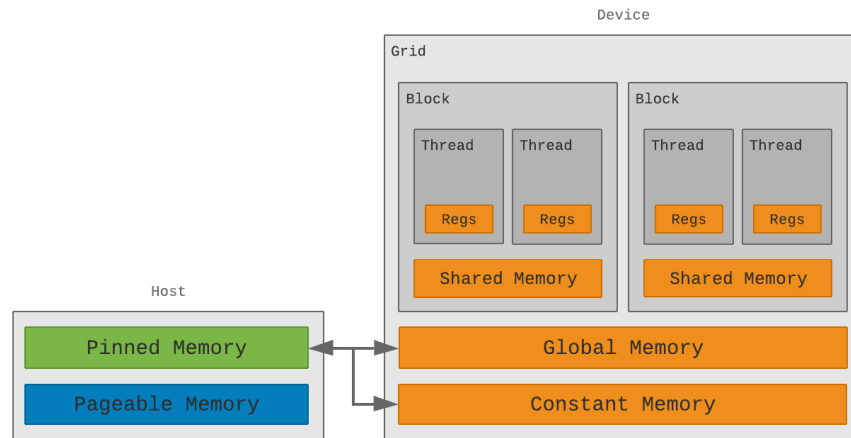 Device
Grid
Block
Block
Thread
Thread
Thread
Thread
Regs
Regs
Regs
Regs
Shared Memory
Shared Memory
Host
Pinned Memory
Global Memory
Pageable Memory
Constant Memory